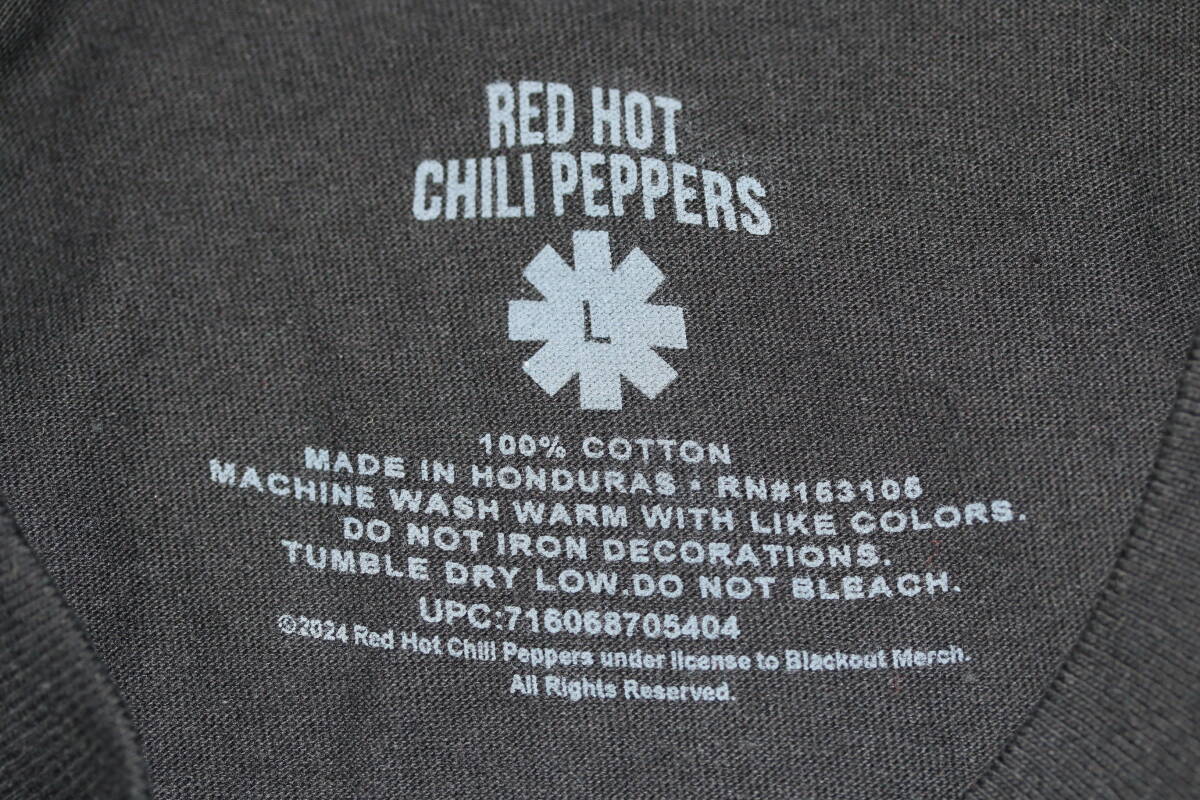 RED HOT
CHILI PEPPERS
L
100% COTTON
MADE IN HONDURAS • RN#163106
MACHINE WASH WARM WITH LIKE COLORS.
DO NOT IRON DECORATIONS.
TUMBLE DRY LOW.DO NOT BLEACH.
UPC:716068705404
©2024 Red Hot Chili Peppers under license to Blackout Merch.
All Rights Reserved.